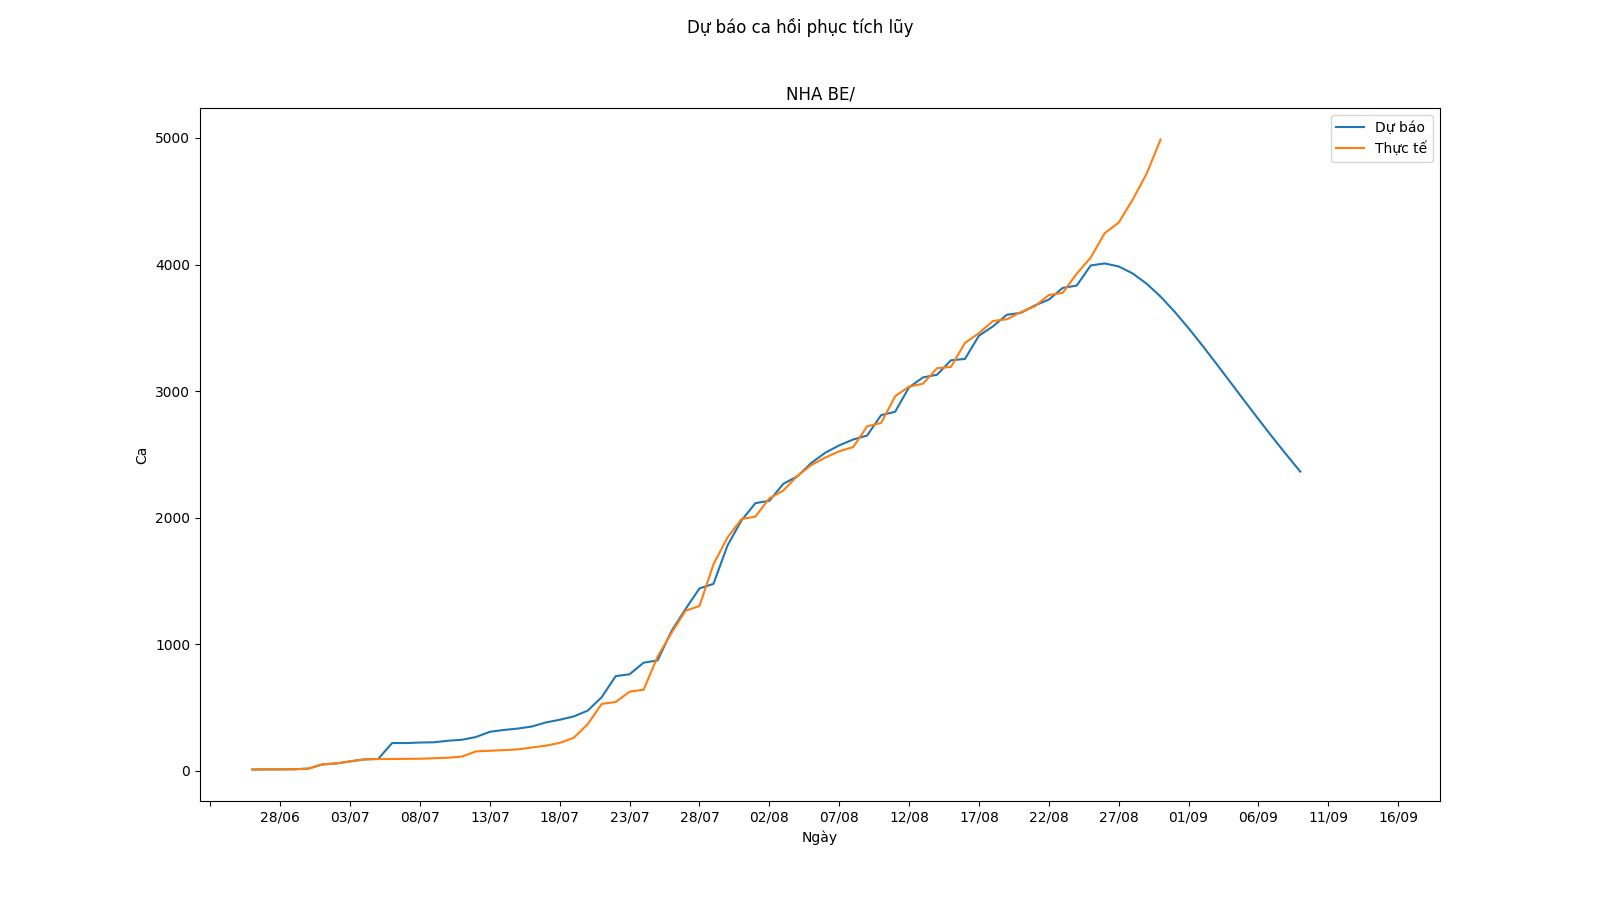 Dự báo ca hồi phục tích lũy
NHA BE/
Dự báo
Thực tế
5000
4000
3000
2000
1000
0
Ca
28/06 03/07 08/07 13/07 18/07 23/07 28/07 02/08 07/08 12/08 17/08 22/08 27/08 01/09 06/09 11/09 16/09
Ngày